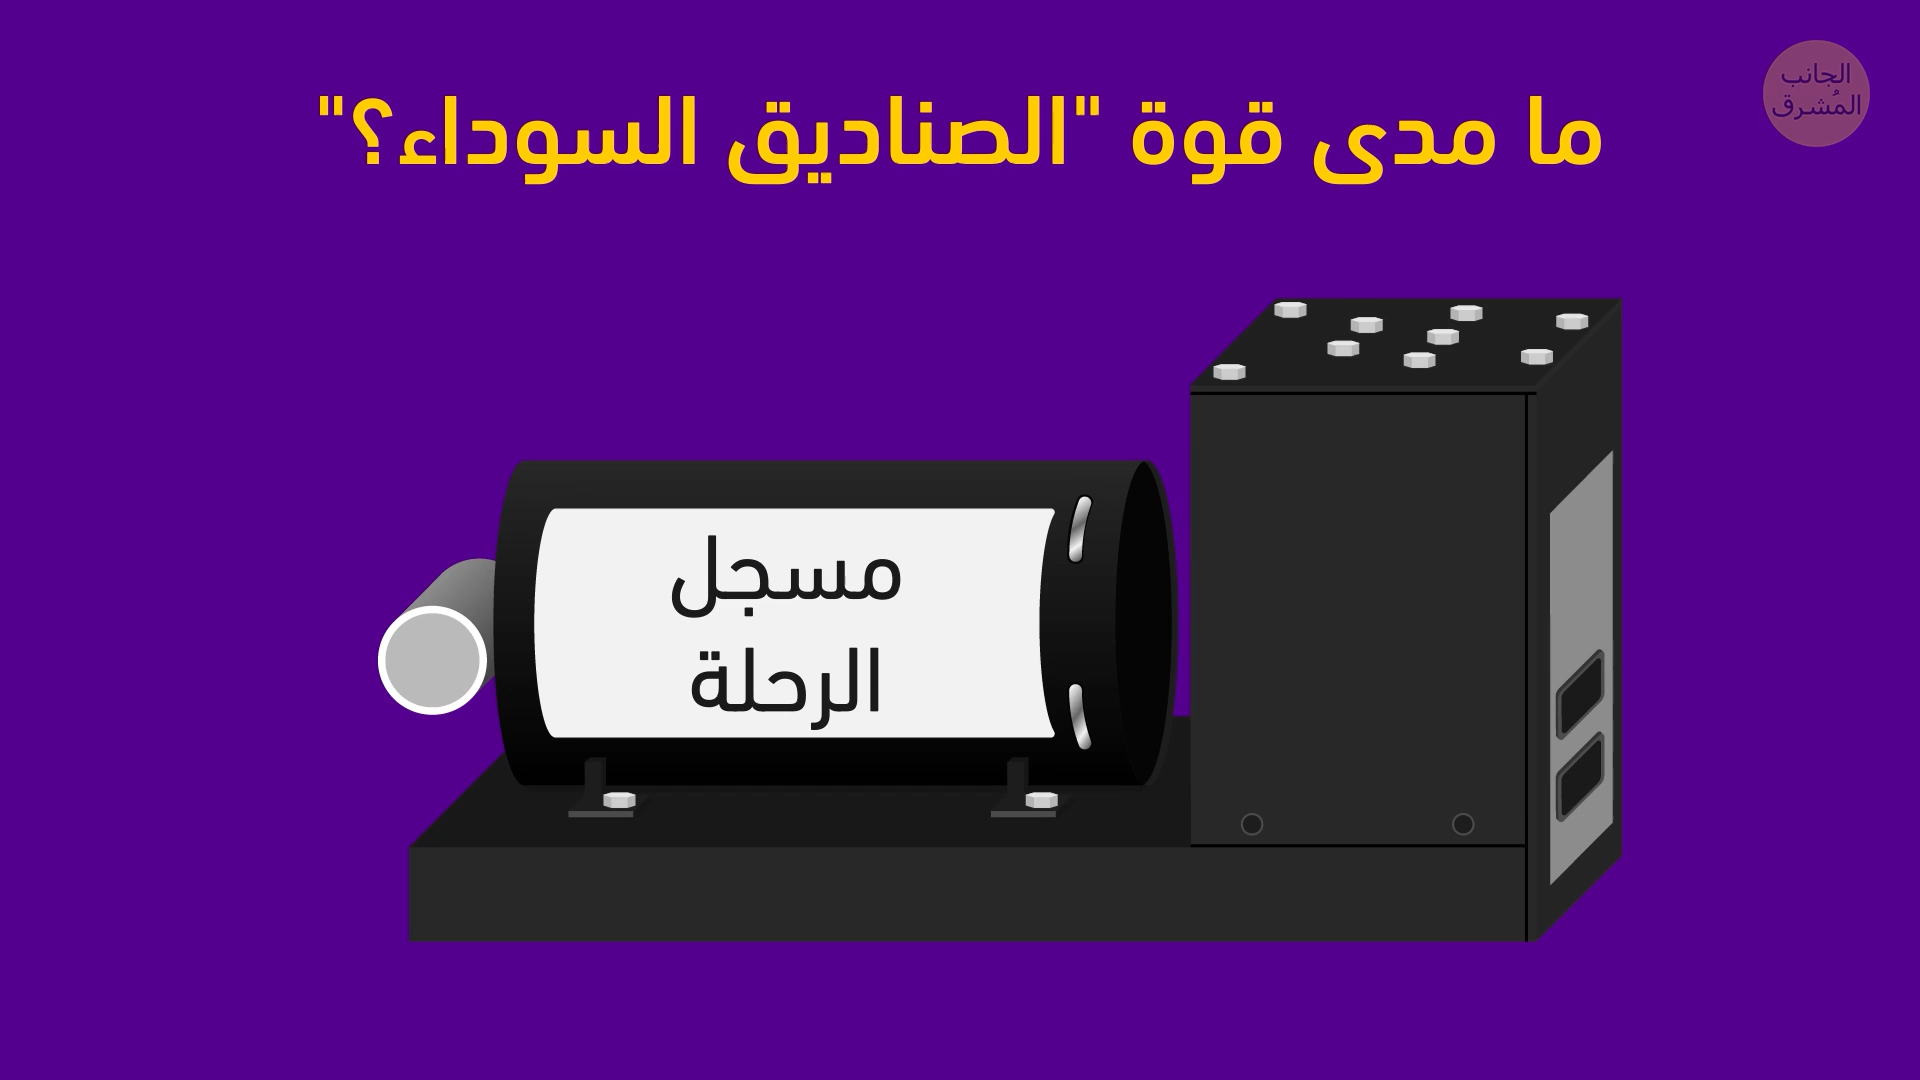 ما مدى قوة "الصناديق السوداء؟"
الجانب
المُشرق
مسجل
الرحلة